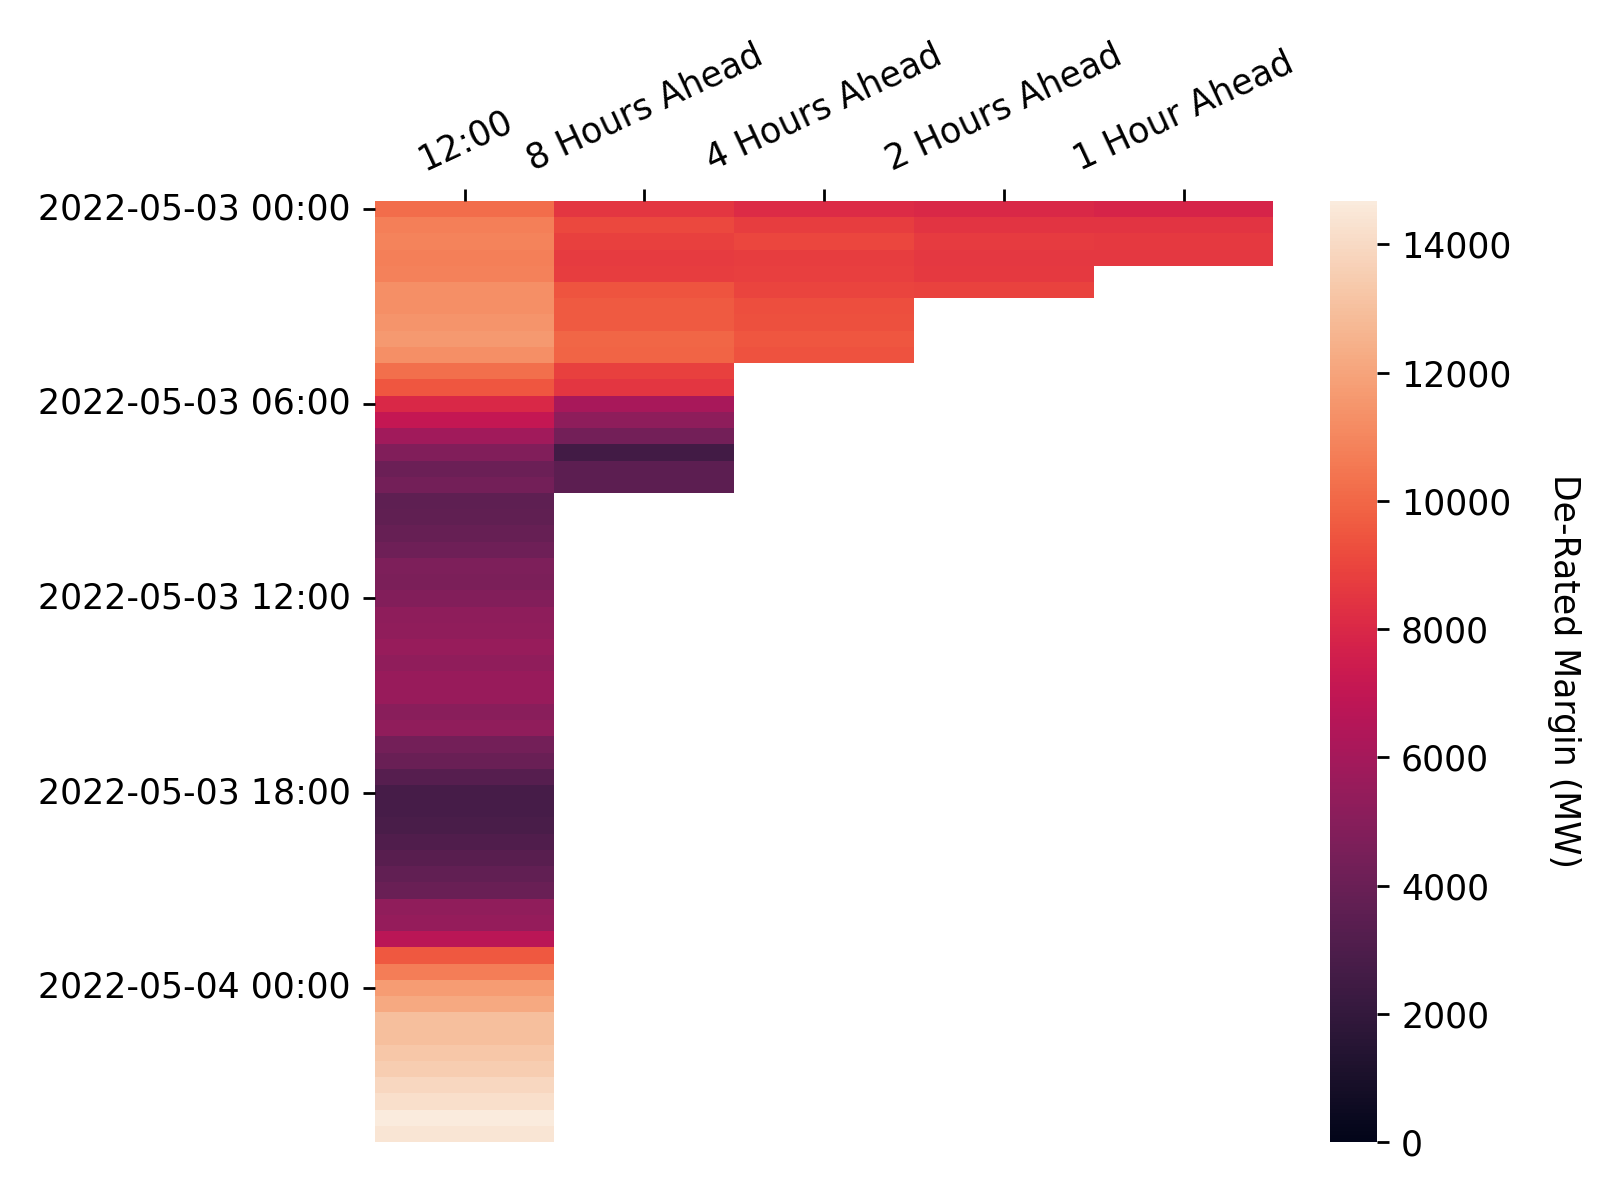 12:00
8 Hours Ahead
4 Hours Ahead
2 Hours Ahead
1 Hour Ahead
2022-05-03 00:00
2022-05-03 06:00
2022-05-03 12:00
2022-05-03 18:00
2022-05-04 00:00
14000
12000
10000
8000
6000
4000
2000
0
De-Rated Margin (MW)